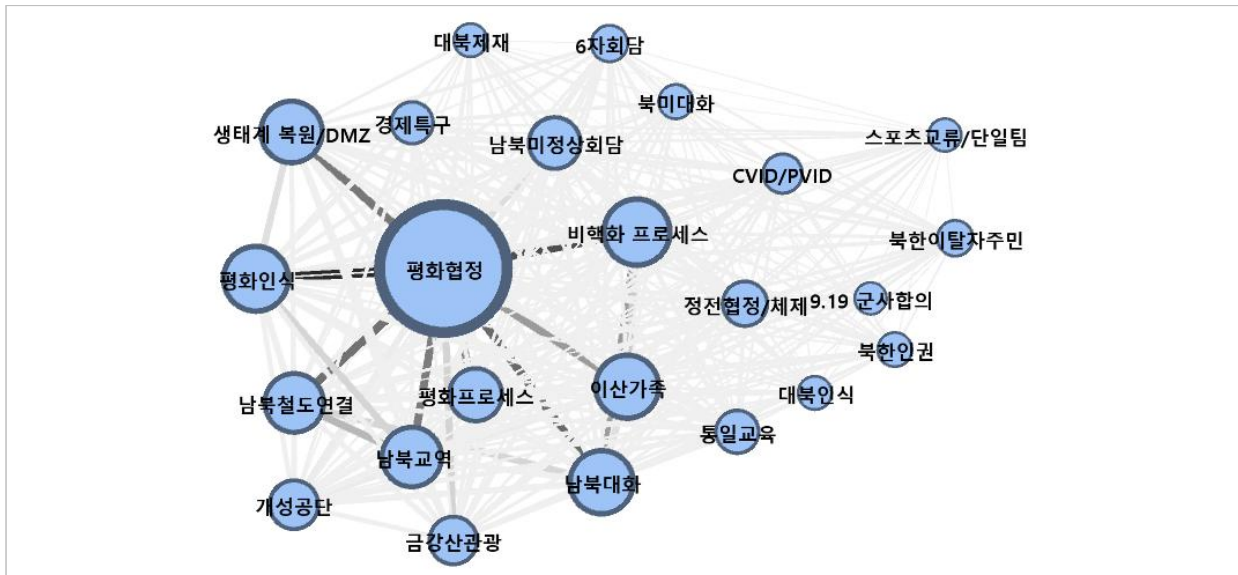 대북제재
6자회담
북미대화
생태계 복원/DMZ
경제특구
남북미정상회담
스포츠교류/단일팀
CVID/PVID
비핵화 프로세스
북한이탈자주민
평화협정
평화인식
정전협정/체제
9.19 군사합의
북한인권
이산가족
대북인식
남북철도연결
평화프로세스
통일교육
남북교역
남북대화
개성공단
금강산관광